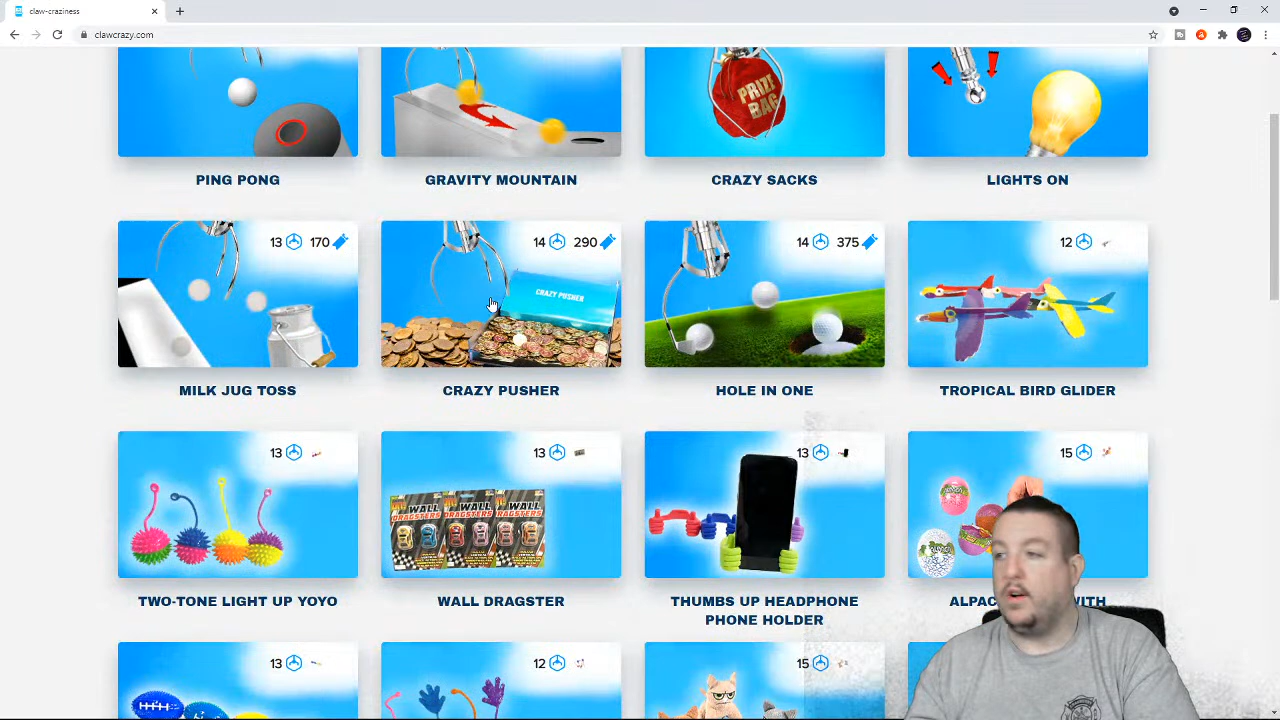 claw-craziness
clawcrazy.com
PRIZE
BAG
PING PONG
GRAVITY MOUNTAIN
CRAZY SACKS
LIGHTS ON
13 170
14 290
14 375
12
CRAZY PUSHER
MILK JUG TOSS
CRAZY PUSHER
HOLE IN ONE
TROPICAL BIRD GLIDER
13
13
13
15
WALL
DRAGSTERS
WALL
DRAGSTERS
WALL
DRAGSTERS
TWO-TONE LIGHT UP YOYO
WALL DRAGSTER
THUMBS UP HEADPHONE
PHONE HOLDER
13
12
15